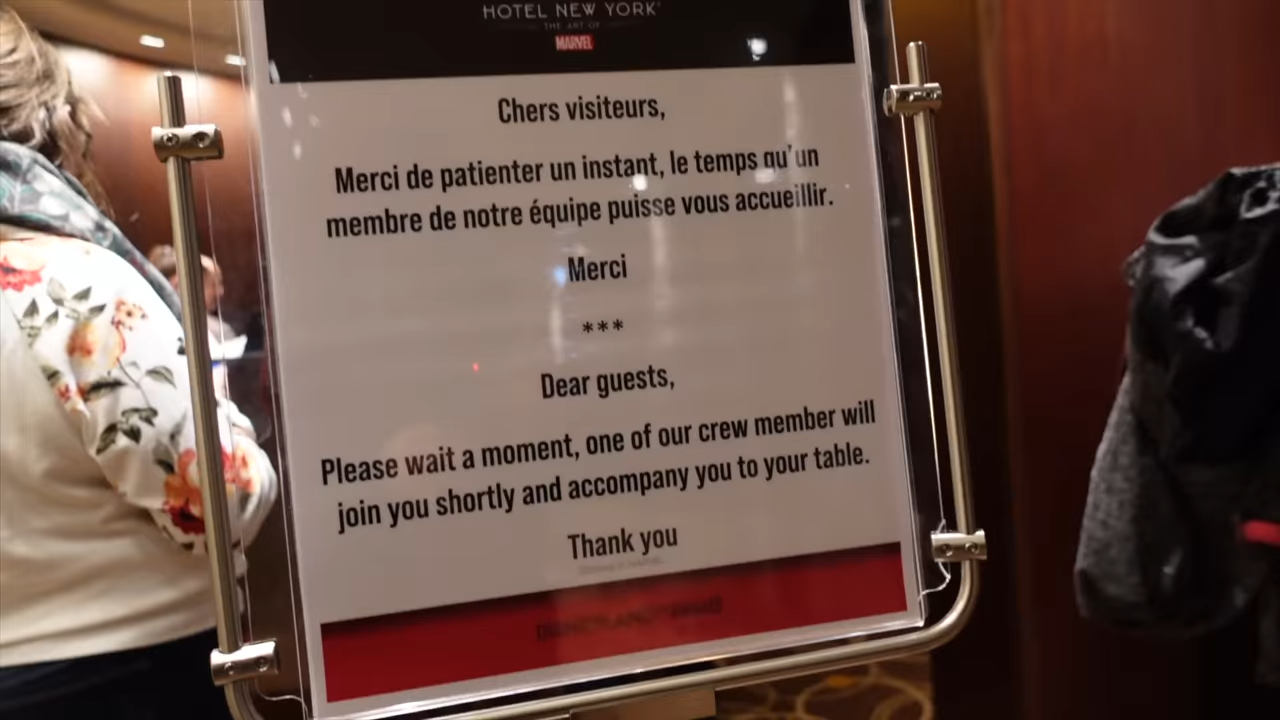 HOTEL NEW YORK
THE ART OF
MARVEL
Chers visiteurs,
Merci de patienter un instant, le temps qu'un
membre de notre équipe puisse vous accueillir.
Merci
***
Dear guests,
Please wait a moment, one of our crew member will
join you shortly and accompany you to your table.
Thank you